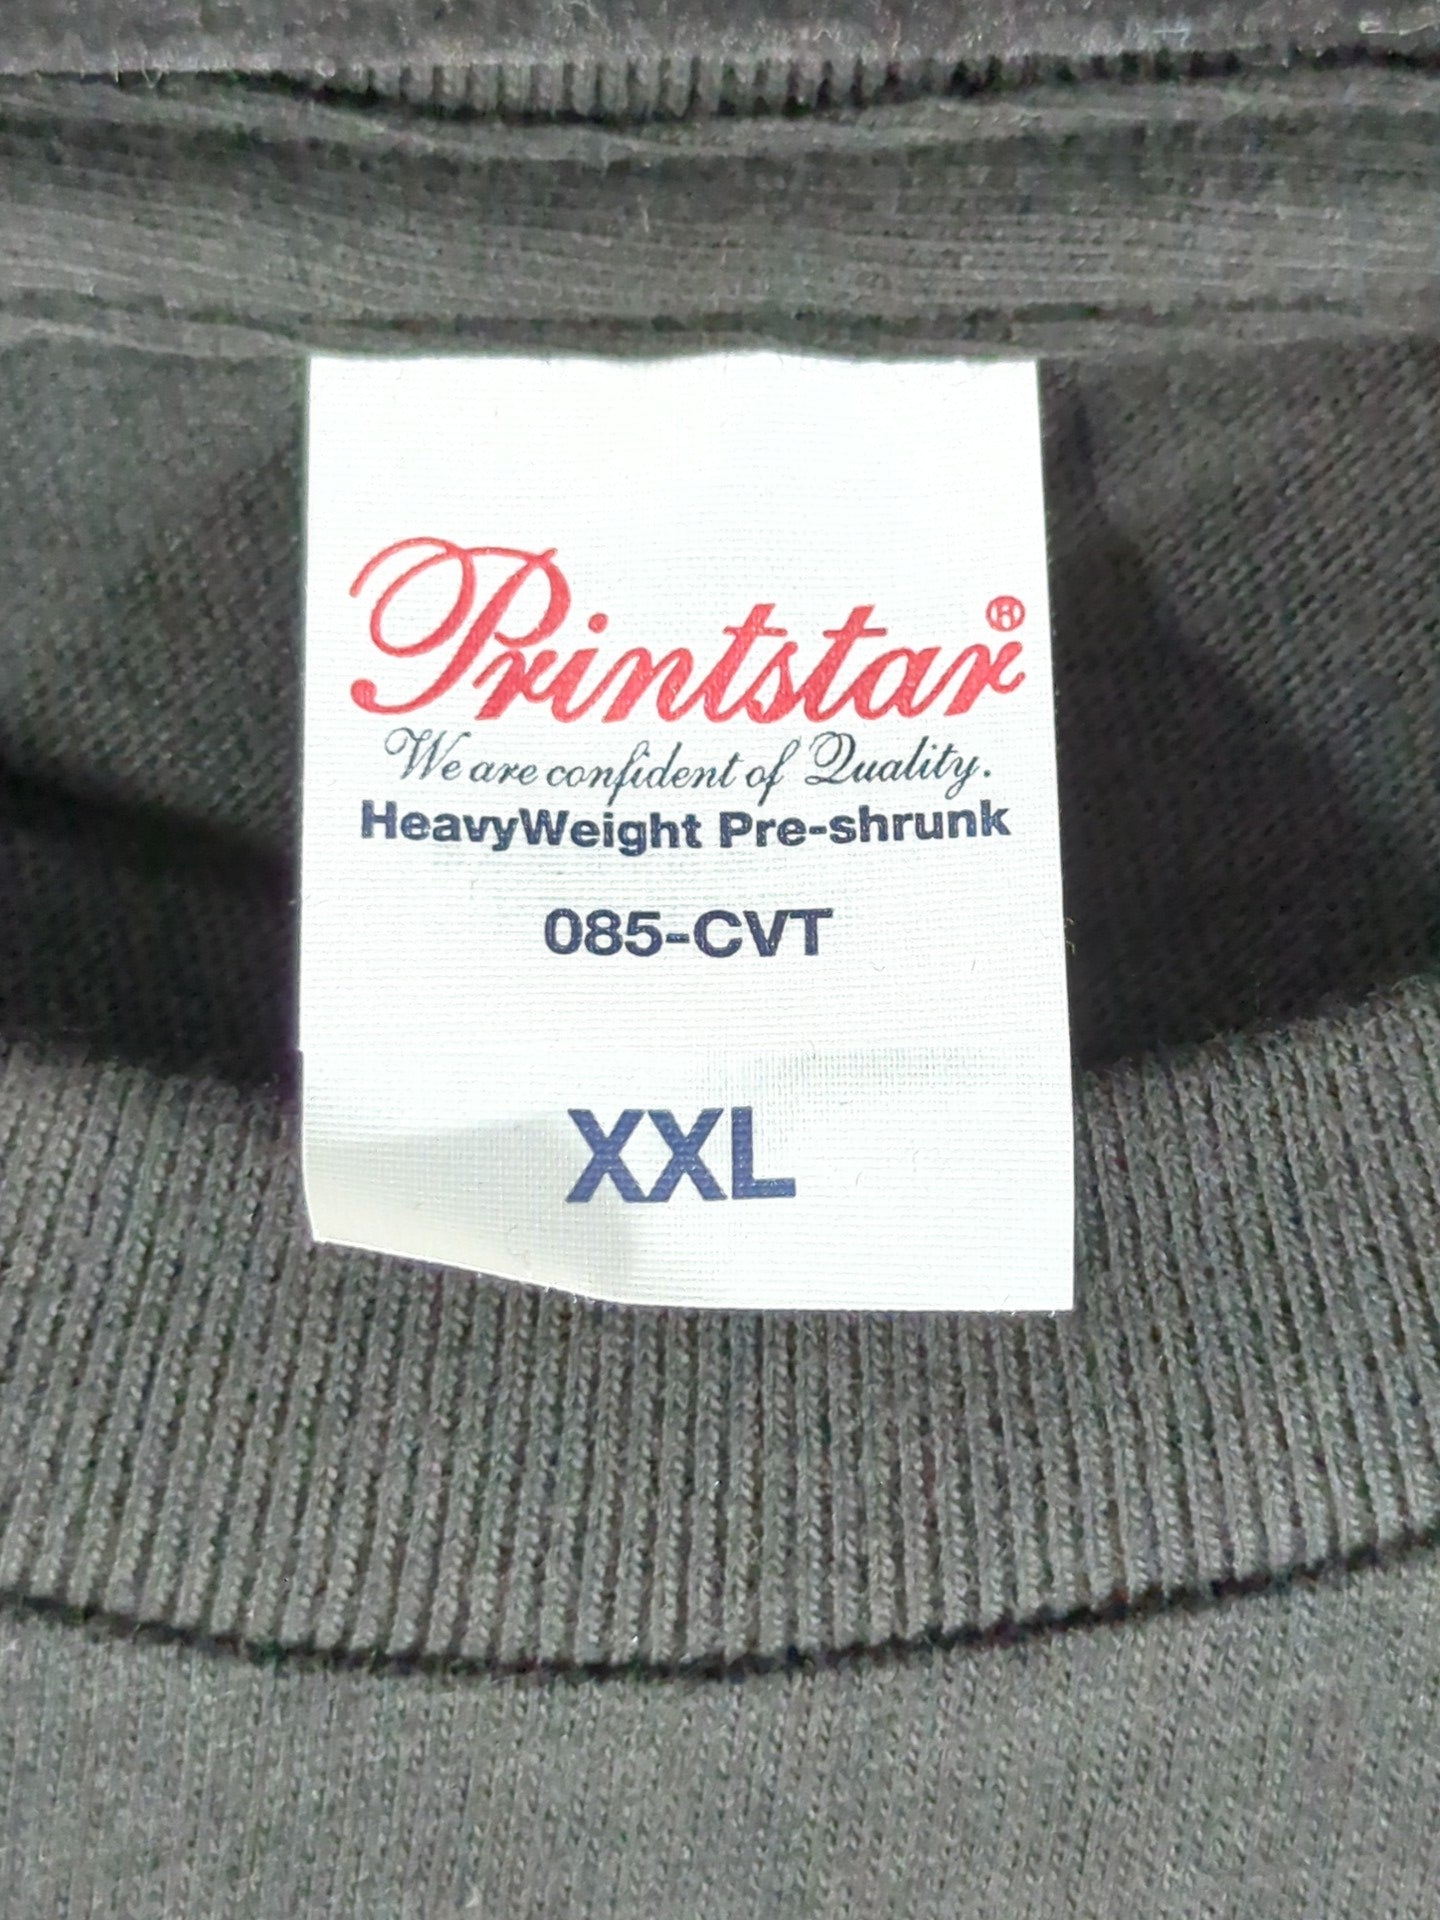 Printstar®
We are confident of Quality.
HeavyWeight Pre-shrunk
085-CVT
XXL